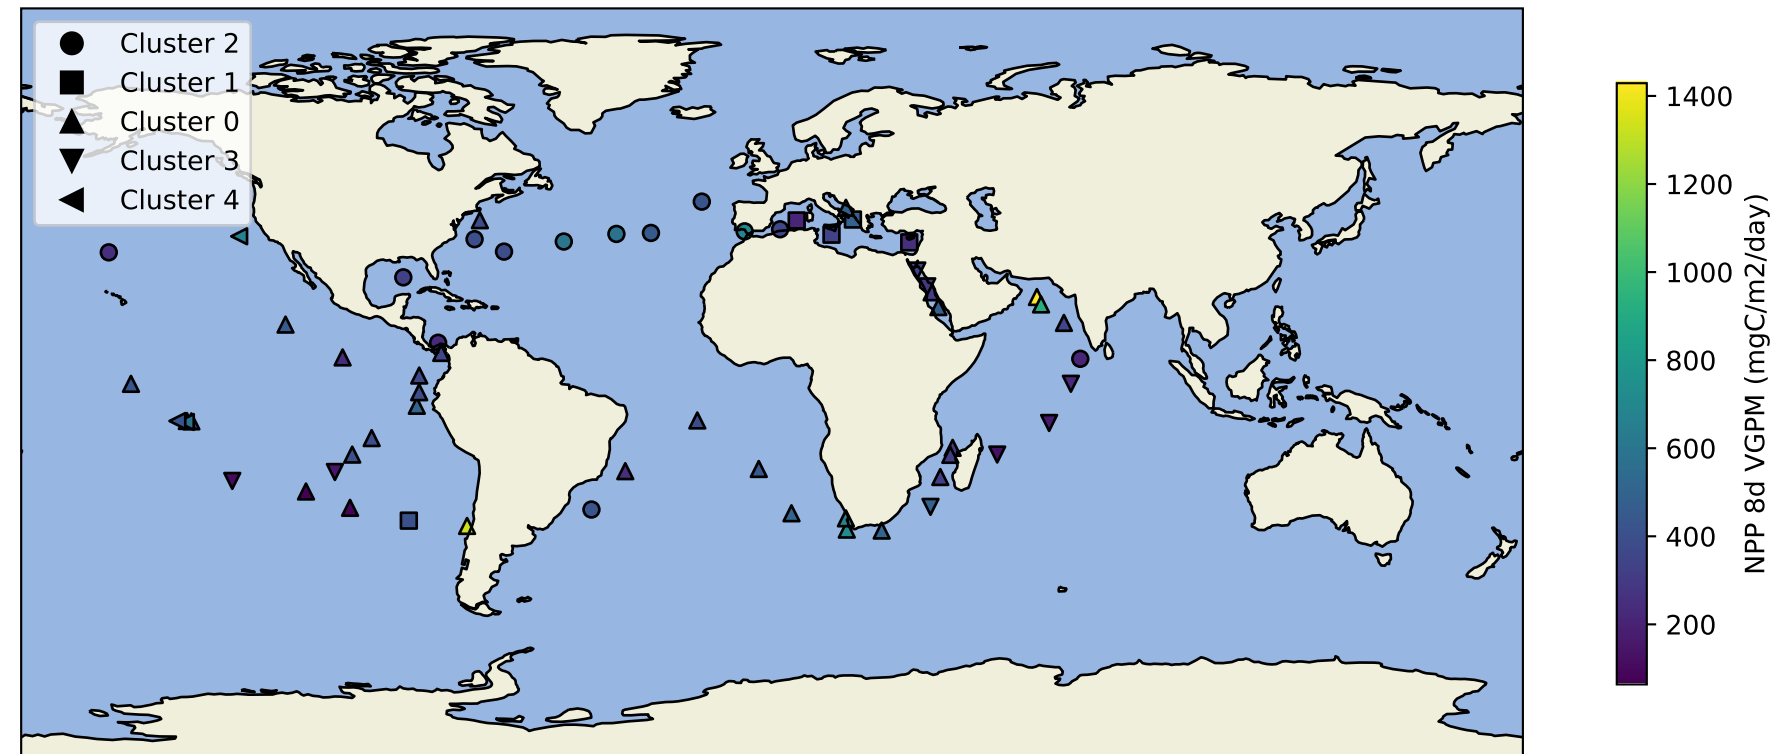 Cluster 2
Cluster 1
Cluster 0
Cluster 3
Cluster 4
1400
1200
1000
800
600
400
200
NPP 8d VGPM (mgC/m2/day)